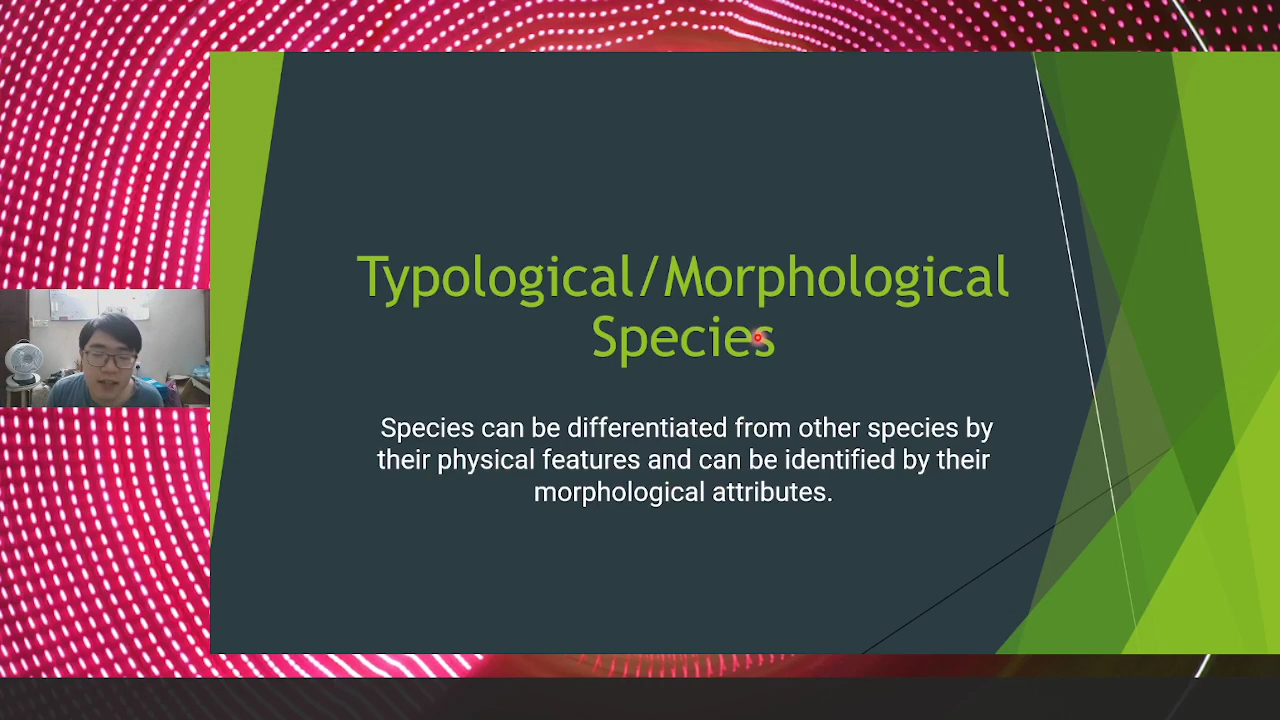 Typological/Morphological
Species
Species can be differentiated from other species by
their physical features and can be identified by their
morphological attributes.